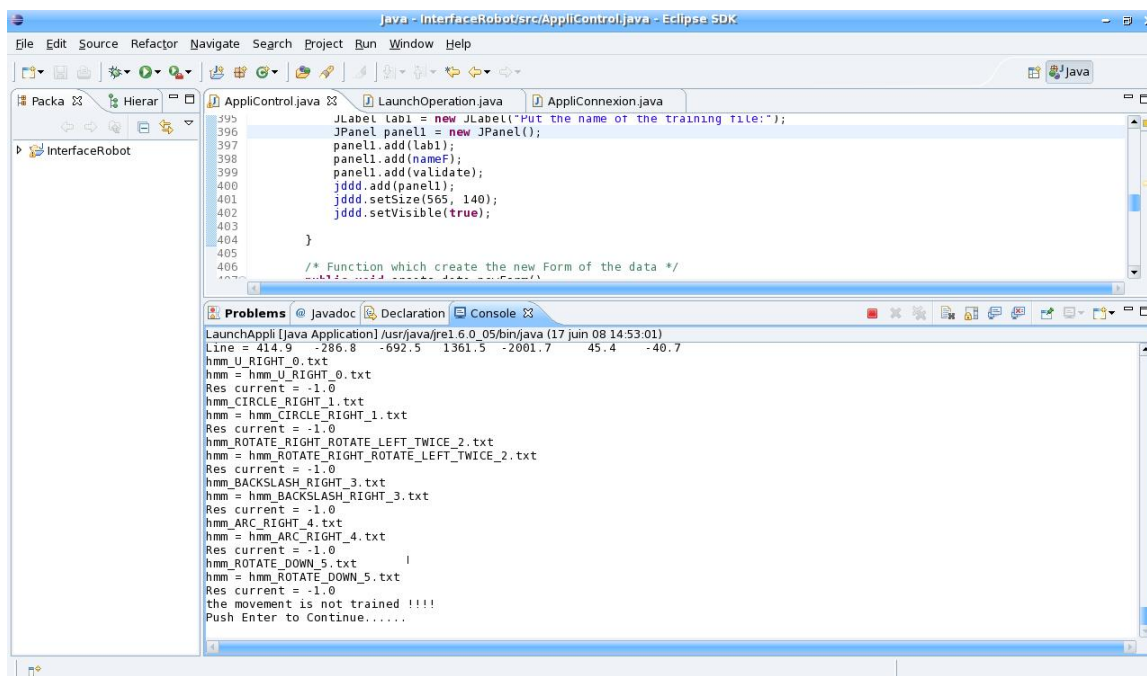 Java - InterfaceRobot/src/AppliControl.java - Eclipse SDK
File Edit Source Refactor Navigate Search Project Run Window Help
Java
Packa Hierar
AppliControl.java LaunchOperation.java AppliConnexion.java
InterfaceRobot
395 JLabel lab1 = new JLabel("Put the name of the training file:");
396 JPanel panel1 = new JPanel();
397 panel1.add(lab1);
398 panel1.add(nameF);
399 panel1.add(validate);
400 jddd.add(panel1);
401 jddd.setSize(565, 140);
402 jddd.setVisible(true);
403
404 }
405
406 /* Function which create the new Form of the data */
Problems @ Javadoc Declaration Console
LaunchAppli [Java Application] /usr/java/jre1.6.0_05/bin/java (17 juin 08 14:53:01)
Line = 414.9 -286.8 -692.5 1361.5 -2001.7 45.4 -40.7
hmm_U_RIGHT_0.txt
hmm = hmm_U_RIGHT_0.txt
Res current = -1.0
hmm_CIRCLE_RIGHT_1.txt
hmm = hmm_CIRCLE_RIGHT_1.txt
Res current = -1.0
hmm_ROTATE_RIGHT_ROTATE_LEFT_TWICE_2.txt
hmm = hmm_ROTATE_RIGHT_ROTATE_LEFT_TWICE_2.txt
Res current = -1.0
hmm_BACKSLASH_RIGHT_3.txt
hmm = hmm_BACKSLASH_RIGHT_3.txt
Res current = -1.0
hmm_ARC_RIGHT_4.txt
hmm = hmm_ARC_RIGHT_4.txt
Res current = -1.0
hmm_ROTATE_DOWN_5.txt
hmm = hmm_ROTATE_DOWN_5.txt
Res current = -1.0
the movement is not trained !!!!
Push Enter to Continue......